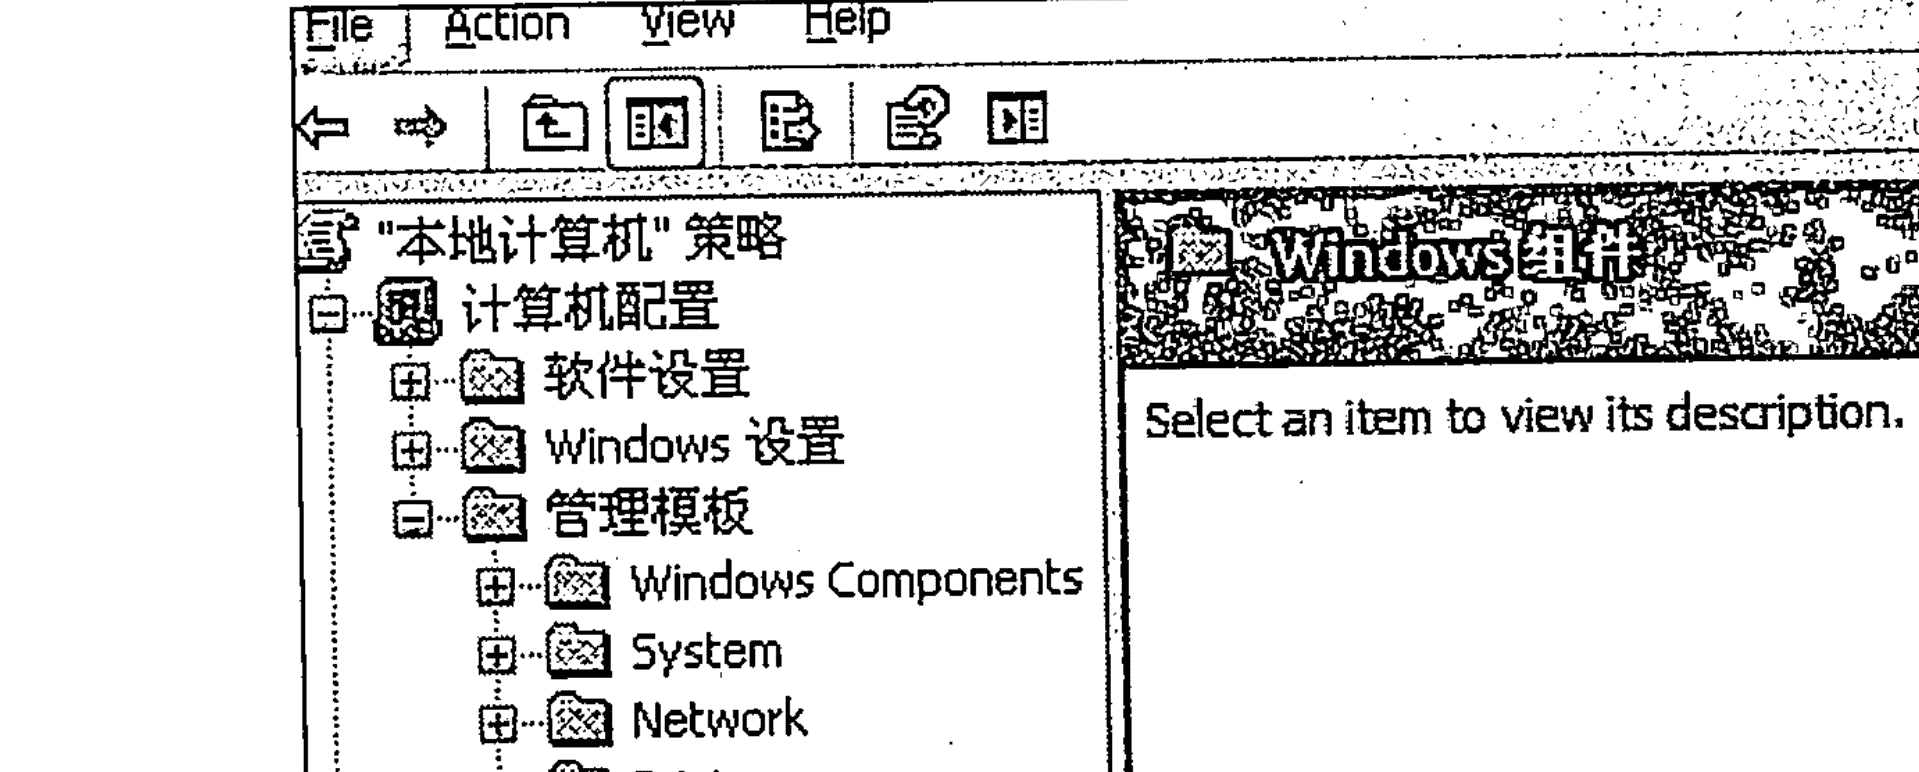 File Action View Help
"本地计算机" 策略
计算机配置
软件设置
Windows 设置
管理模板
Windows Components
System
Network
Windows 组件
Select an item to view its description.